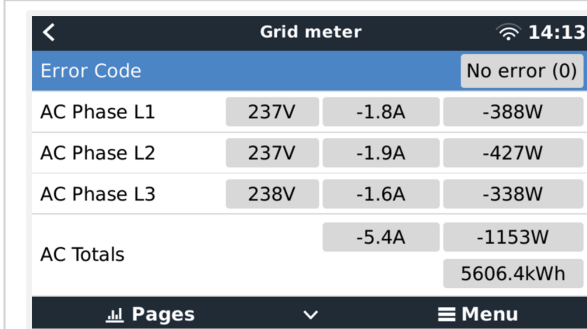 Grid meter 14:13
Error Code No error (0)
AC Phase L1 237V -1.8A -388W
AC Phase L2 237V -1.9A -427W
AC Phase L3 238V -1.6A -338W
AC Totals -5.4A -1153W
5606.4kWh
Pages Menu